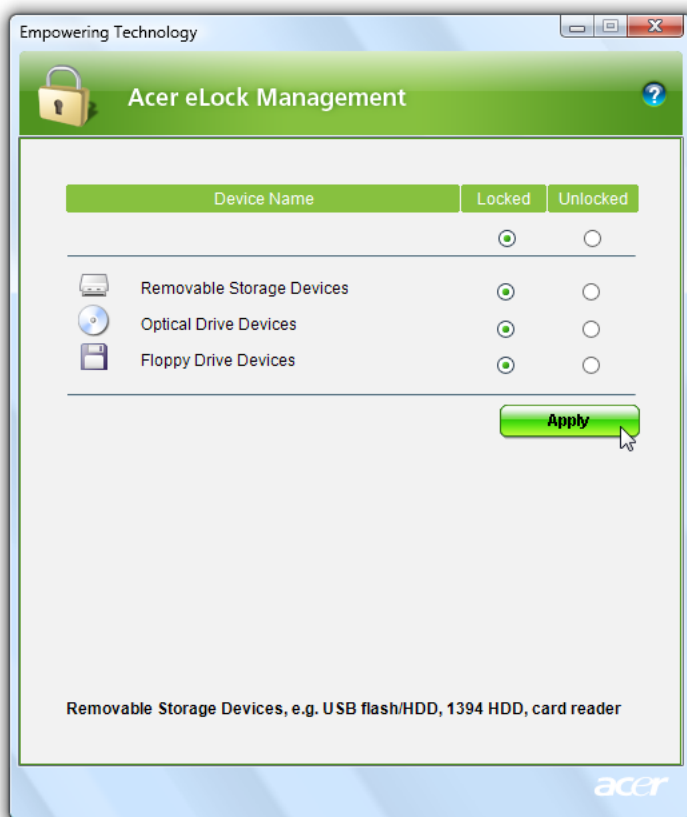 Empowering Technology
Acer eLock Management
?
Device Name Locked Unlocked
Removable Storage Devices
Optical Drive Devices
Floppy Drive Devices
Apply
Removable Storage Devices, e.g. USB flash/HDD, 1394 HDD, card reader
acer